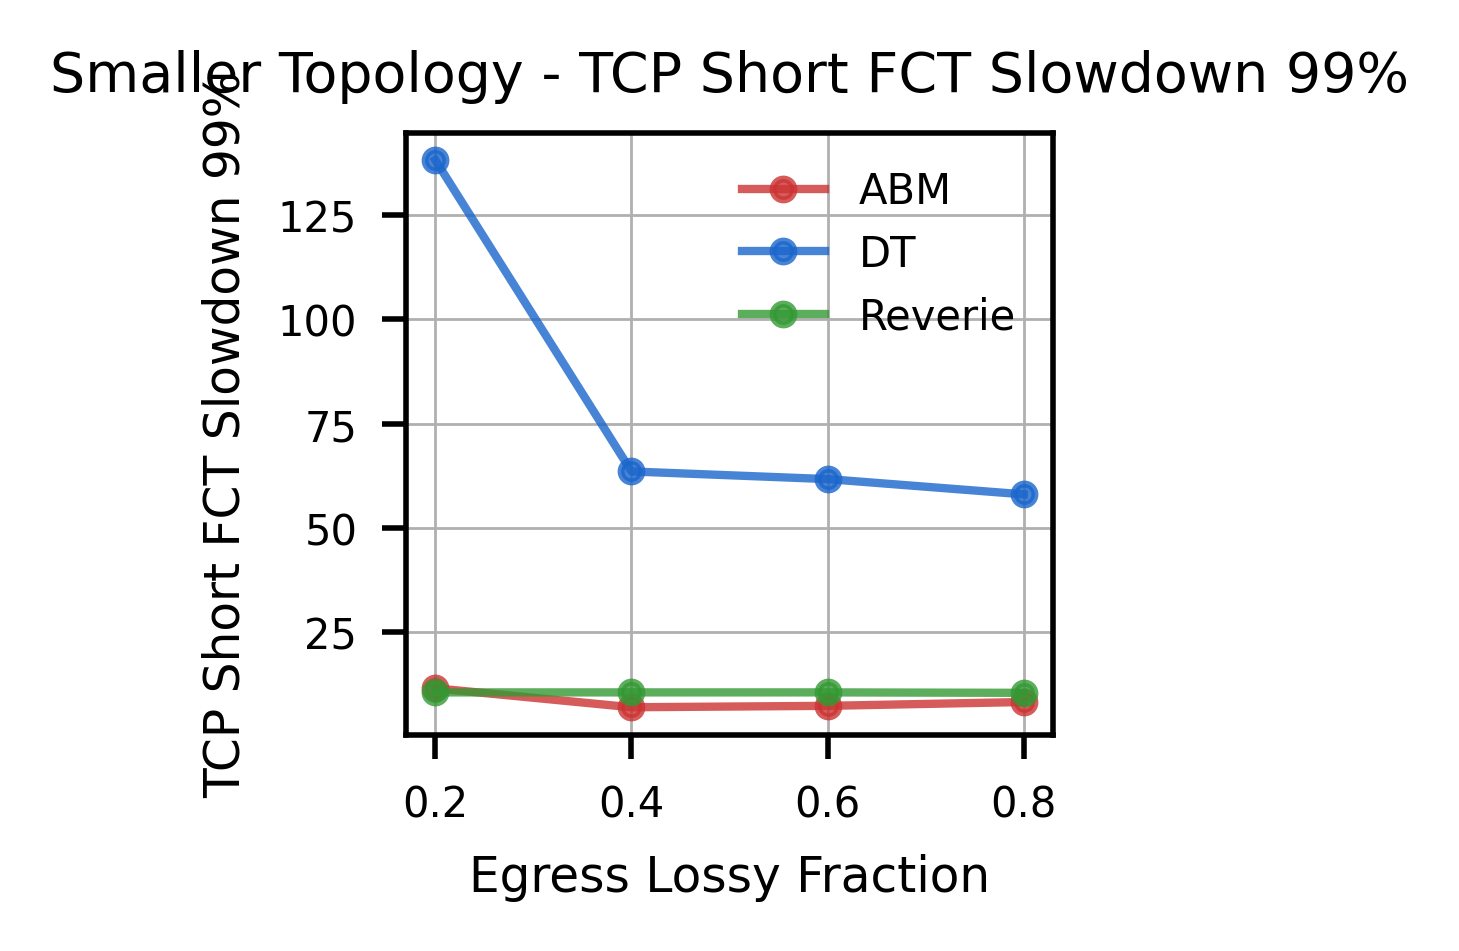 Smaller Topology - TCP Short FCT Slowdown 99%
TCP Short FCT Slowdown 99%
125
100
75
50
25
ABM
DT
Reverie
0.2 0.4 0.6 0.8
Egress Lossy Fraction